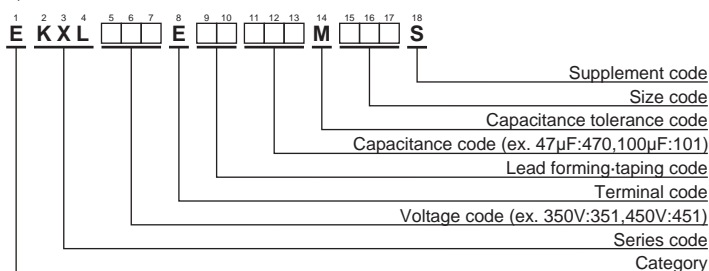 1 2 3 4 5 6 7 8 9 10 11 12 13 14 15 16 17 18
E K X L □□□ E □□ □□□ M □□□ S
Supplement code
Size code
Capacitance tolerance code
Capacitance code (ex. 47μF:470,100μF:101)
Lead forming·taping code
Terminal code
Voltage code (ex. 350V:351,450V:451)
Series code
Category